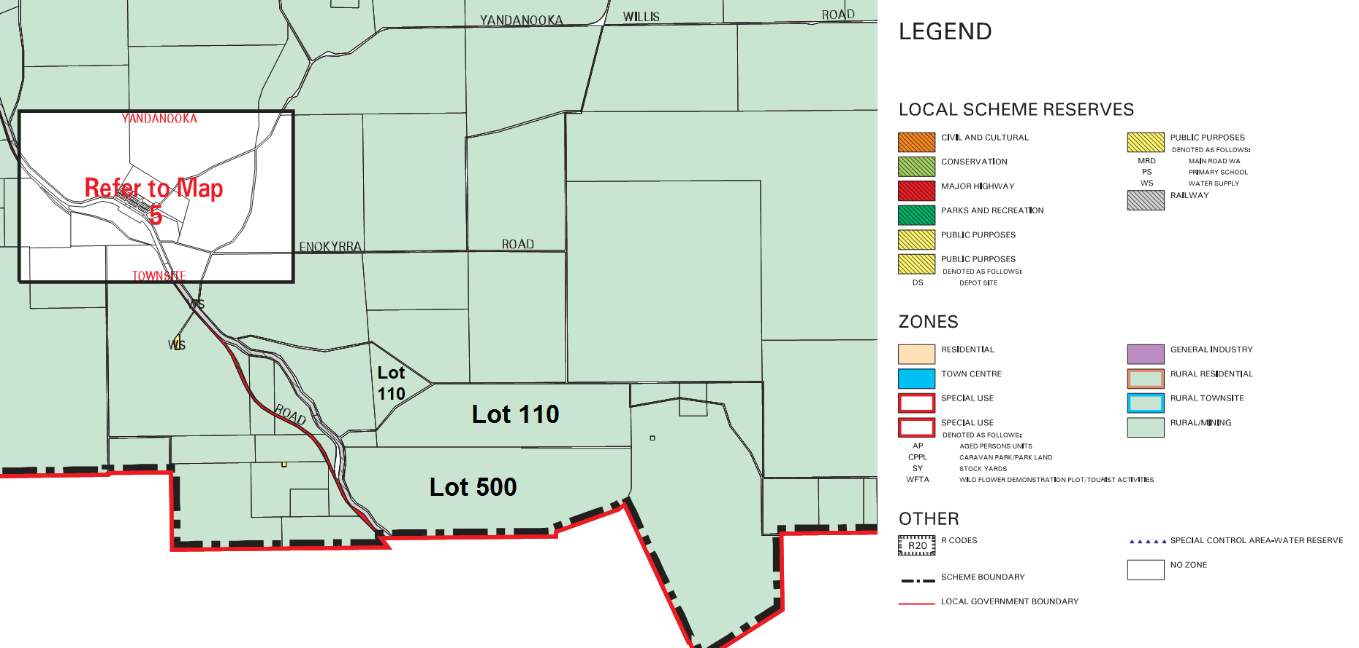 YANDANOOKA WILLIS ROAD
YANDANOOKA
Refer to Map
5
ENOKYRRA ROAD
TOWNSITE
WS
WS
Lot
110
ROAD
Lot 110
Lot 500
LEGEND
LOCAL SCHEME RESERVES
CIVIL AND CULTURAL
CONSERVATION
MAJOR HIGHWAY
PARKS AND RECREATION
PUBLIC PURPOSES
PUBLIC PURPOSES
DENOTED AS FOLLOWS:
DS DEPOT SITE
PUBLIC PURPOSES
DENOTED AS FOLLOWS:
MRD MAIN ROAD WA
PS PRIMARY SCHOOL
WS WATER SUPPLY
RAILWAY
ZONES
RESIDENTIAL
TOWN CENTRE
SPECIAL USE
SPECIAL USE
DENOTED AS FOLLOWS:
AP AGED PERSONS UNITS
CPPL CARAVAN PARK/PARK LAND
SY STOCK YARDS
WFTA WILD FLOWER DEMONSTRATION PLOT/TOURIST ACTIVITIES
GENERAL INDUSTRY
RURAL RESIDENTIAL
RURAL TOWNSITE
RURAL/MINING
OTHER
R20 R CODES
SCHEME BOUNDARY
LOCAL GOVERNMENT BOUNDARY
SPECIAL CONTROL AREA-WATER RESERVE
NO ZONE